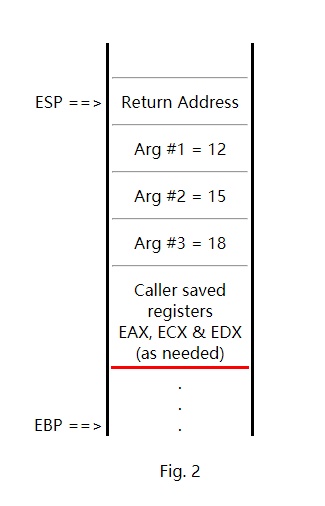 ESP ==> Return Address
Arg #1 = 12
Arg #2 = 15
Arg #3 = 18
Caller saved
registers
EAX, ECX & EDX
(as needed)
.
.
EBP ==> .
Fig. 2